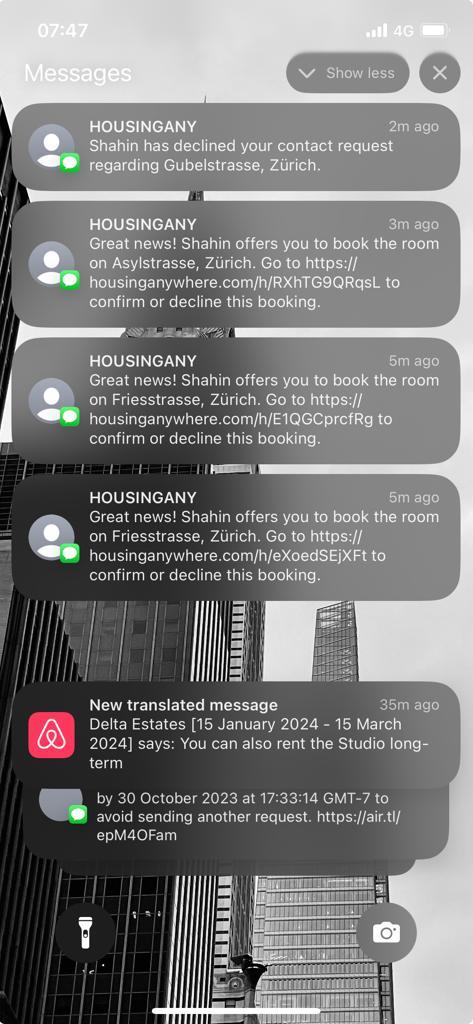 07:47
4G
Messages
Show less
HOUSINGANY
2m ago
Shahin has declined your contact request
regarding Gubelstrasse, Zürich.
HOUSINGANY
3m ago
Great news! Shahin offers you to book the room
on Asylstrasse, Zürich. Go to https://
housinganywhere.com/h/RXhTG9QRqsL to
confirm or decline this booking.
HOUSINGANY
5m ago
Great news! Shahin offers you to book the room
on Friesstrasse, Zürich. Go to https://
housinganywhere.com/h/E1QGCprcfRg to
confirm or decline this booking.
HOUSINGANY
5m ago
Great news! Shahin offers you to book the room
on Friesstrasse, Zürich. Go to https://
housinganywhere.com/h/eXoedSEjXFt to
confirm or decline this booking.
New translated message
35m ago
Delta Estates [15 January 2024 - 15 March
2024] says: You can also rent the Studio long-
term
by 30 October 2023 at 17:33:14 GMT-7 to
avoid sending another request. https://air.tl/
epM4OFam